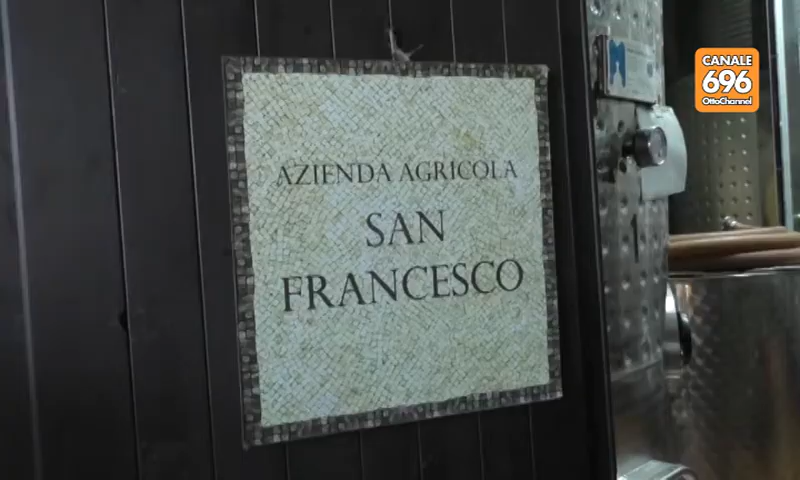 AZIENDA AGRICOLA
SAN
FRANCESCO
CANALE
696
OttoChannel
1